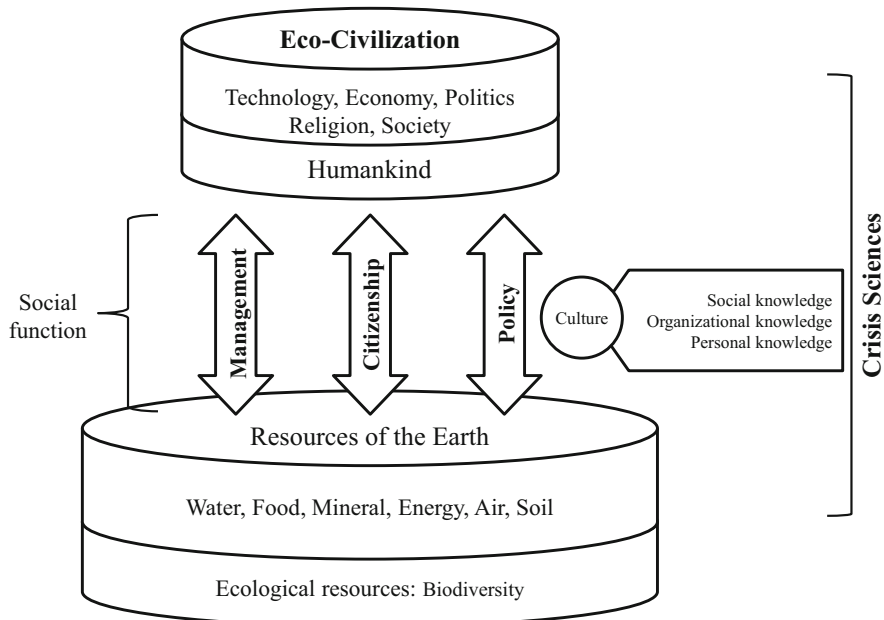 Eco-Civilization
Technology, Economy, Politics
Religion, Society
Humankind
Social
function
Management
Citizenship
Policy
Culture
Social knowledge
Organizational knowledge
Personal knowledge
Crisis Sciences
Resources of the Earth
Water, Food, Mineral, Energy, Air, Soil
Ecological resources: Biodiversity